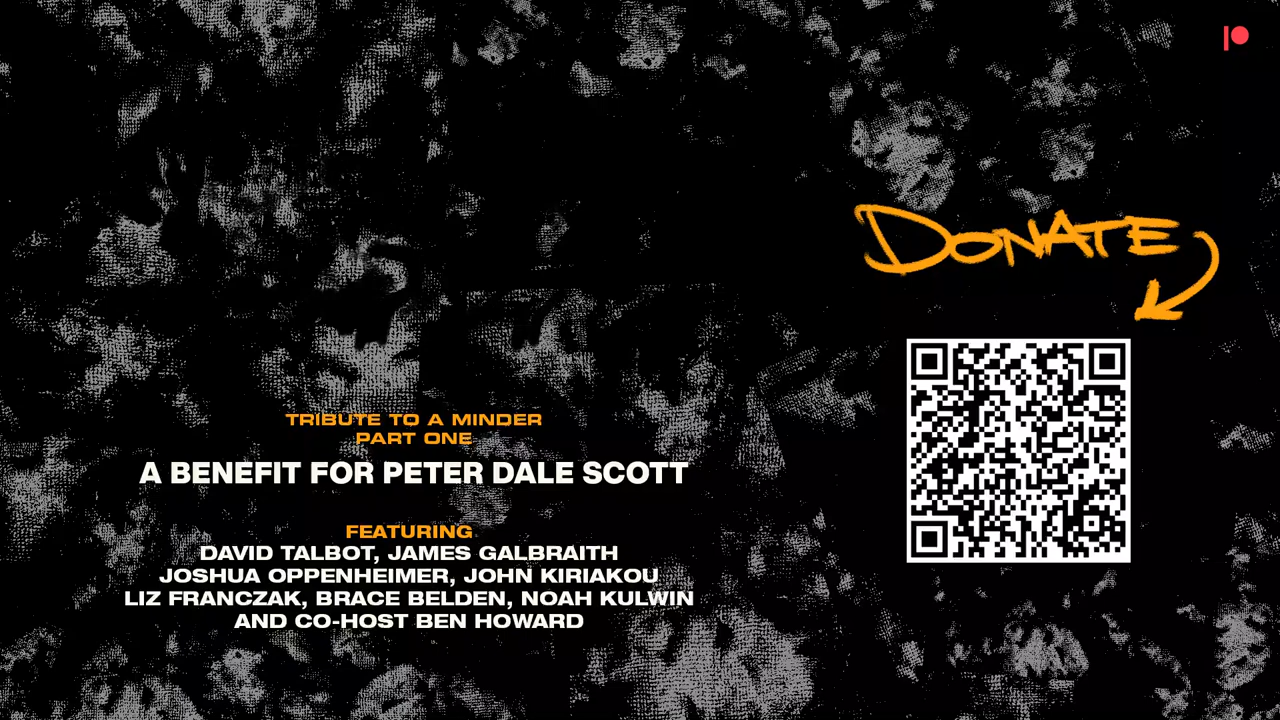 DONATE
TRIBUTE TO A MINDER
PART ONE
A BENEFIT FOR PETER DALE SCOTT
FEATURING
DAVID TALBOT, JAMES GALBRAITH
JOSHUA OPPENHEIMER, JOHN KIRIAKOU
LIZ FRANCZAK, BRACE BELDEN, NOAH KULWIN
AND CO-HOST BEN HOWARD